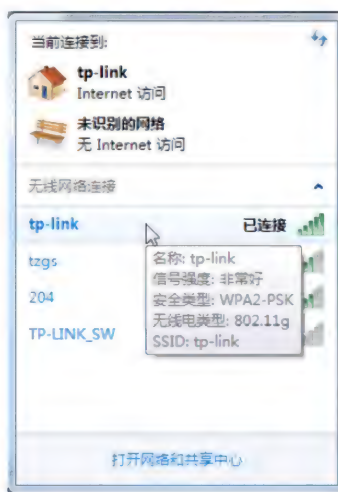 当前连接到:
tp-link
Internet 访问
未识别的网络
无 Internet 访问
无线网络连接
tp-link 已连接
tzgs
204
TP-LINK_SW
名称: tp-link
信号强度: 非常好
安全类型: WPA2-PSK
无线电类型: 802.11g
SSID: tp-link
打开网络和共享中心